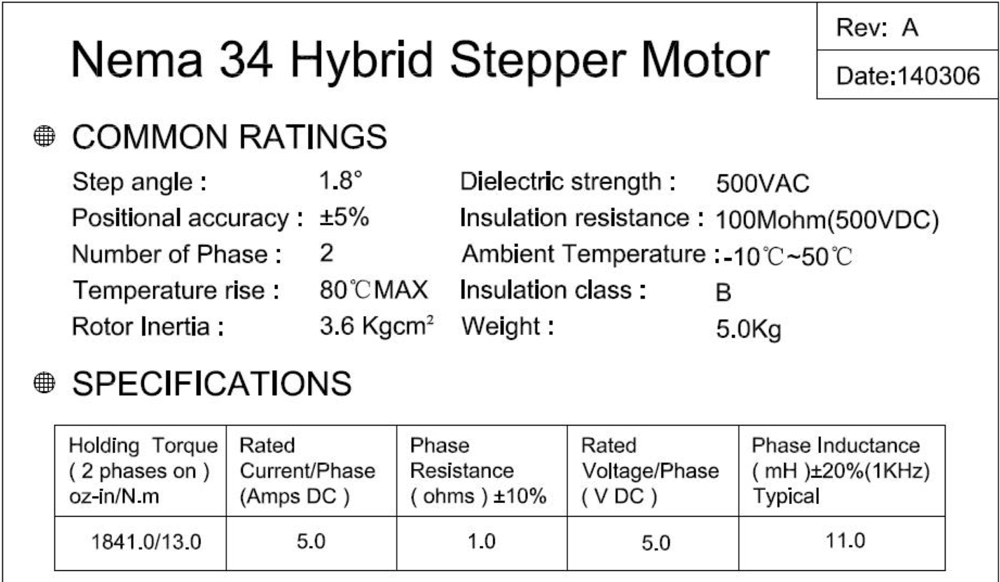 Nema 34 Hybrid Stepper Motor
Rev: A
Date:140306
COMMON RATINGS
Step angle : 1.8° Dielectric strength : 500VAC
Positional accuracy : ±5% Insulation resistance : 100Mohm(500VDC)
Number of Phase : 2 Ambient Temperature :-10℃~50℃
Temperature rise : 80℃MAX Insulation class : B
Rotor Inertia : 3.6 Kgcm² Weight : 5.0Kg
SPECIFICATIONS
Holding Torque
( 2 phases on )
oz-in/N.m
Rated
Current/Phase
(Amps DC )
Phase
Resistance
( ohms ) ±10%
Rated
Voltage/Phase
( V DC )
Phase Inductance
( mH )±20%(1KHz)
Typical
1841.0/13.0 5.0 1.0 5.0 11.0